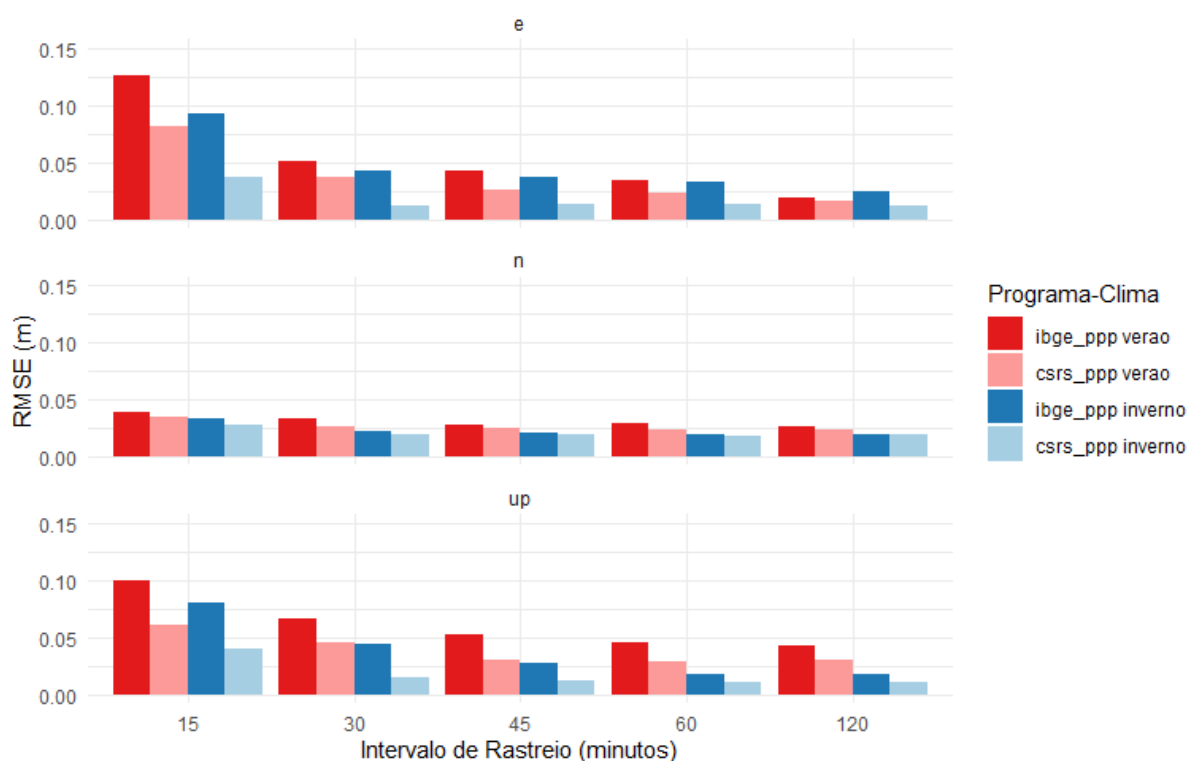 e
0.15
0.10
0.05
0.00
n
0.15
0.10
0.05
0.00
up
0.15
0.10
0.05
0.00
15 30 45 60 120
Intervalo de Rastreio (minutos)
RMSE (m)
Programa-Clima
ibge_ppp verao
csrs_ppp verao
ibge_ppp inverno
csrs_ppp inverno